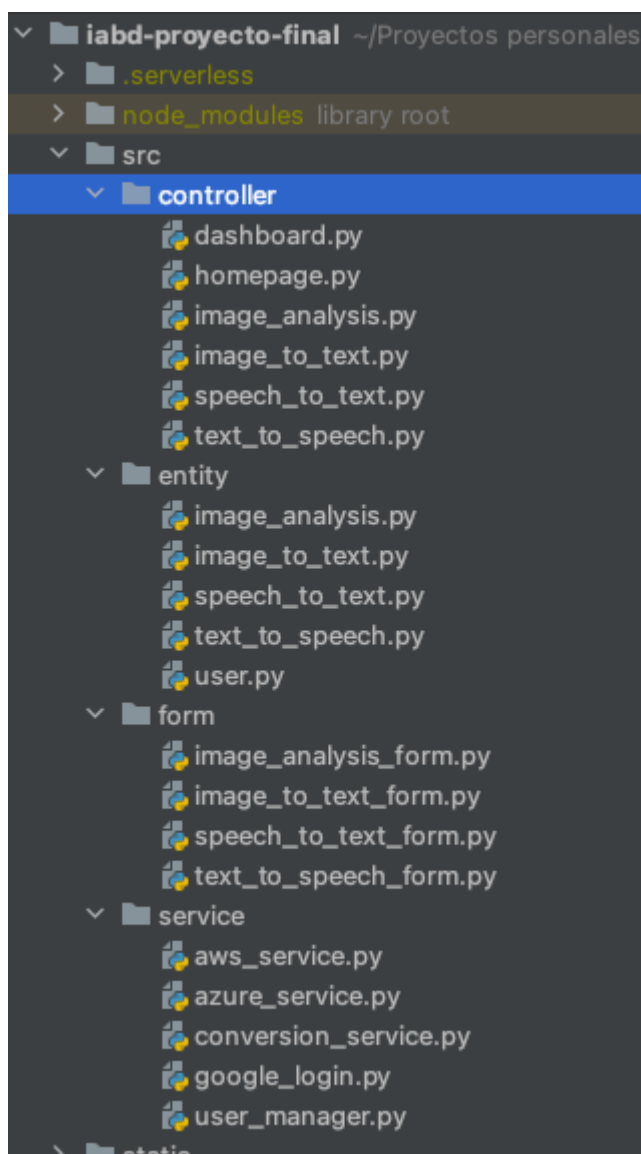 iabd-proyecto-final ~/Proyectos personales
.serverless
node_modules library root
src
controller
dashboard.py
homepage.py
image_analysis.py
image_to_text.py
speech_to_text.py
text_to_speech.py
entity
image_analysis.py
image_to_text.py
speech_to_text.py
text_to_speech.py
user.py
form
image_analysis_form.py
image_to_text_form.py
speech_to_text_form.py
text_to_speech_form.py
service
aws_service.py
azure_service.py
conversion_service.py
google_login.py
user_manager.py